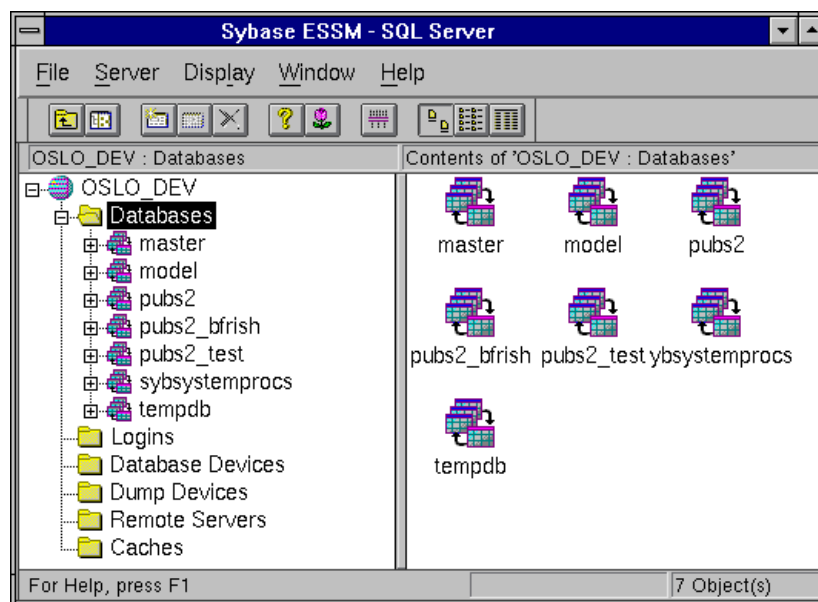 Sybase ESSM - SQL Server
File Server Display Window Help
OSLO_DEV : Databases
Contents of 'OSLO_DEV : Databases'
OSLO_DEV
Databases
master
model
pubs2
pubs2_bfrish
pubs2_test
sybsystemprocs
tempdb
Logins
Database Devices
Dump Devices
Remote Servers
Caches
master model pubs2
pubs2_bfrish pubs2_test ybsystemprocs
tempdb
For Help, press F1
7 Object(s)